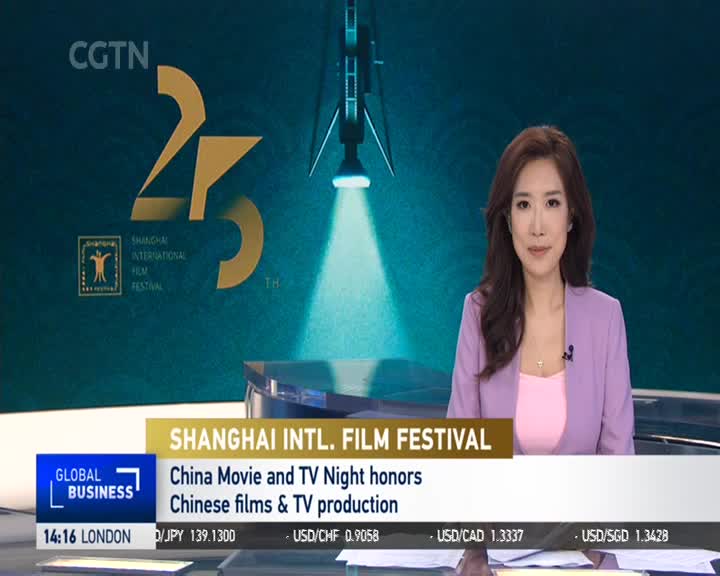 CGTN
25
TH
SHANGHAI
INTERNATIONAL
FILM
FESTIVAL
SHANGHAI INTL. FILM FESTIVAL
China Movie and TV Night honors
Chinese films & TV production
GLOBAL
BUSINESS
14:16 LONDON
D/JPY 139.1300 · USD/CHF 0.9058 · USD/CAD 1.3337 · USD/SGD 1.3428